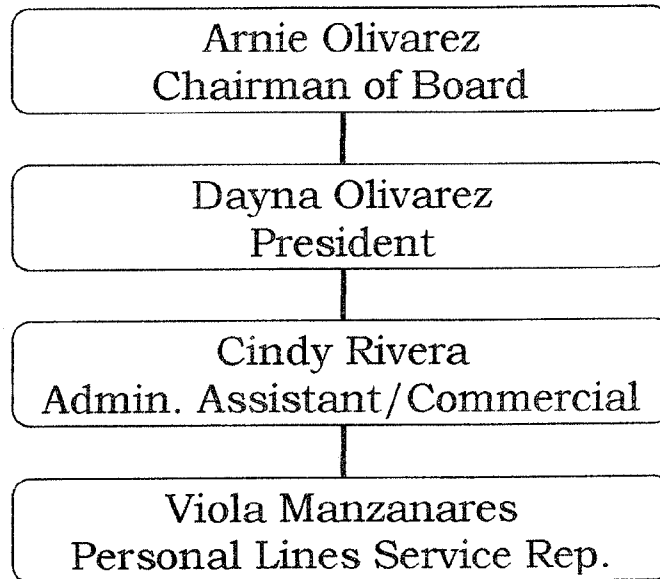 Arnie Olivarez
Chairman of Board
Dayna Olivarez
President
Cindy Rivera
Admin. Assistant/Commercial
Viola Manzanares
Personal Lines Service Rep.